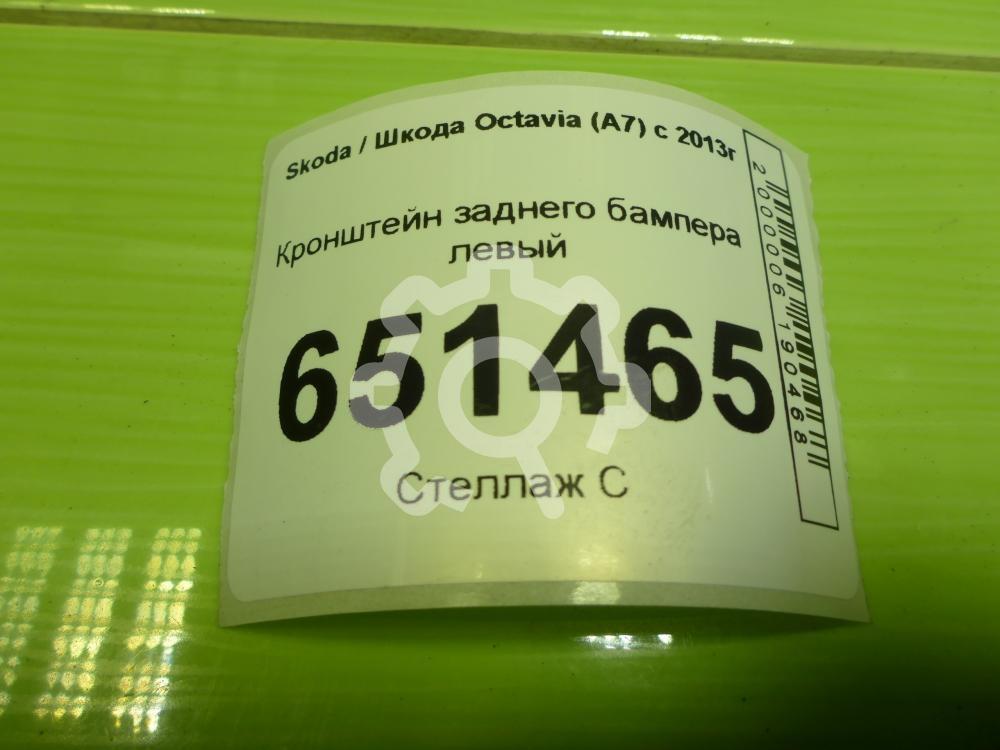 Skoda / Шкода Octavia (A7) с 2013г
Кронштейн заднего бампера
левый
651465
Стеллаж С
2000006190468